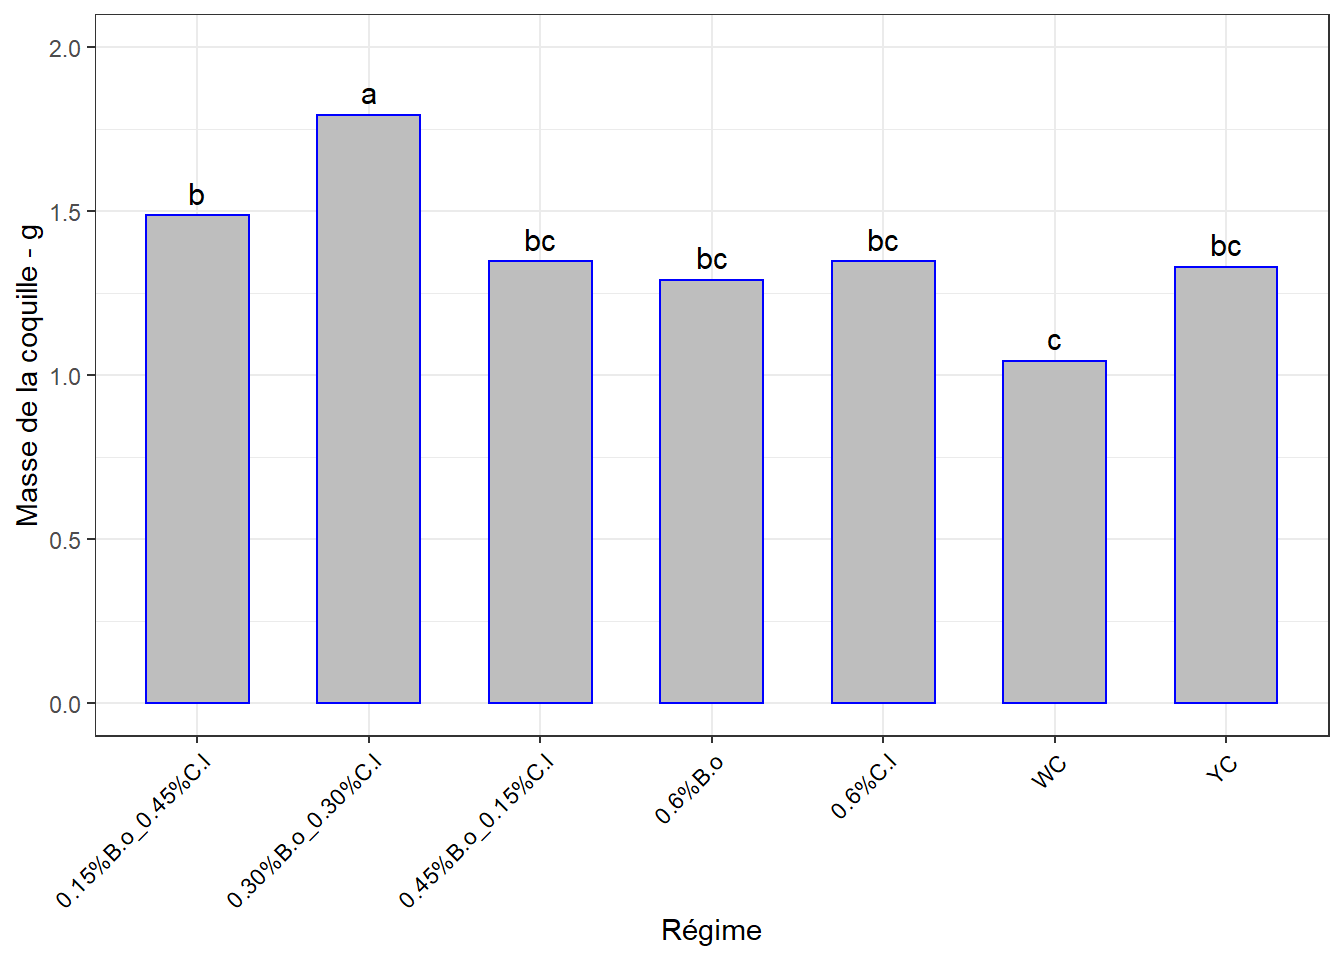 Masse de la coquille - g
2.0
1.5
1.0
0.5
0.0
b
a
bc
bc
bc
c
bc
0.15%B.o_0.45%C.l
0.30%B.o_0.30%C.l
0.45%B.o_0.15%C.l
0.6%B.o
0.6%C.l
WC
YC
Régime